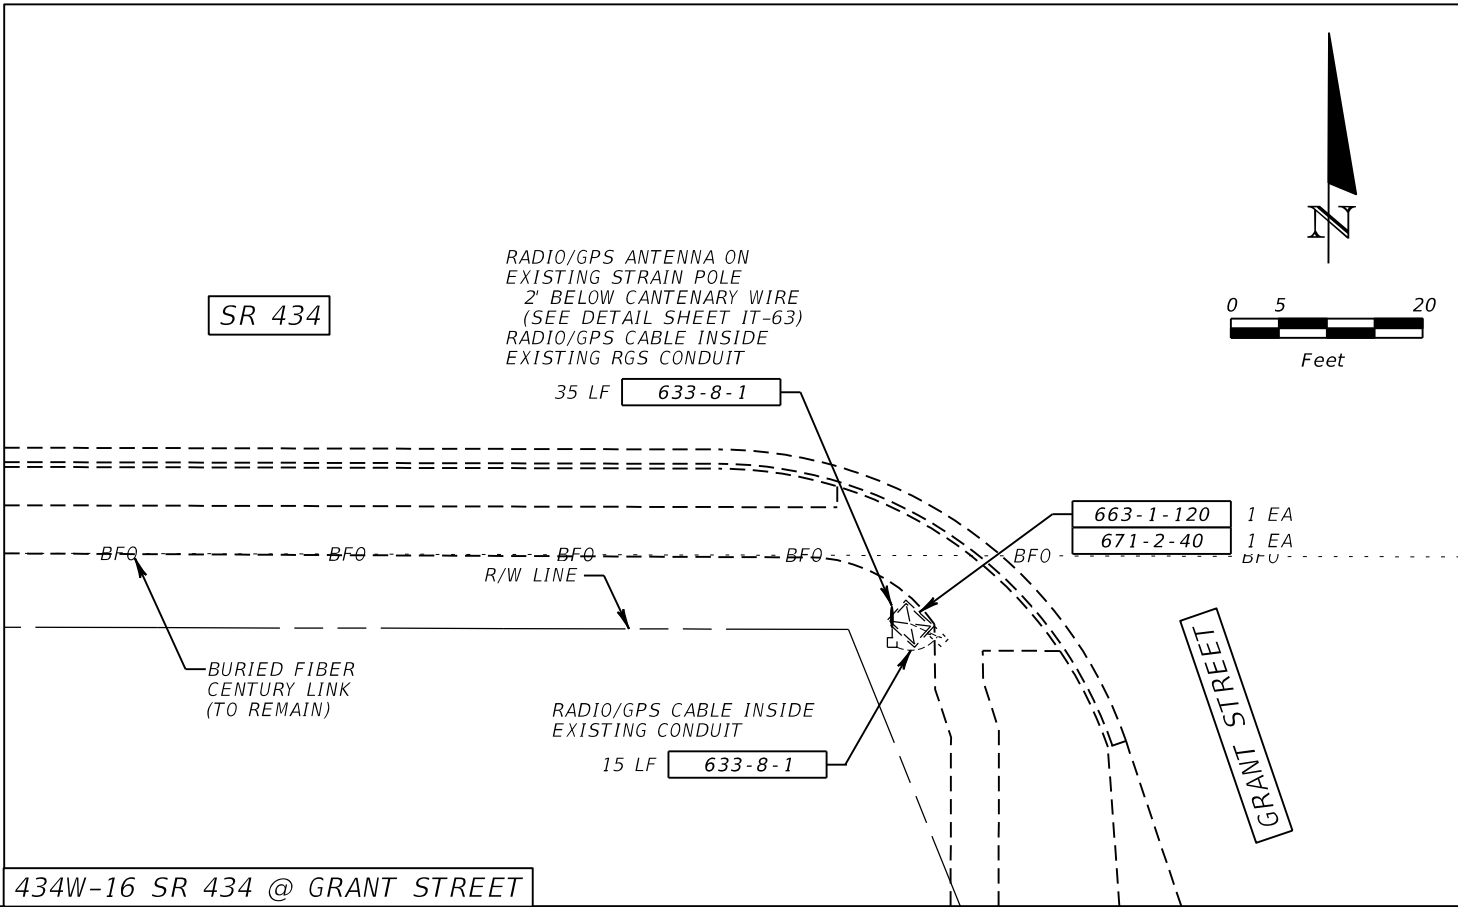 N
RADIO/GPS ANTENNA ON
EXISTING STRAIN POLE
2' BELOW CANTENARY WIRE
(SEE DETAIL SHEET IT-63)
RADIO/GPS CABLE INSIDE
EXISTING RGS CONDUIT
35 LF 633-8-1
SR 434
0 5 20
Feet
663-1-120 1 EA
671-2-40 1 EA
BFO BFO BFO BFO BFO BFO
R/W LINE
BURIED FIBER
CENTURY LINK
(TO REMAIN)
RADIO/GPS CABLE INSIDE
EXISTING CONDUIT
15 LF 633-8-1
GRANT STREET
434W-16 SR 434 @ GRANT STREET